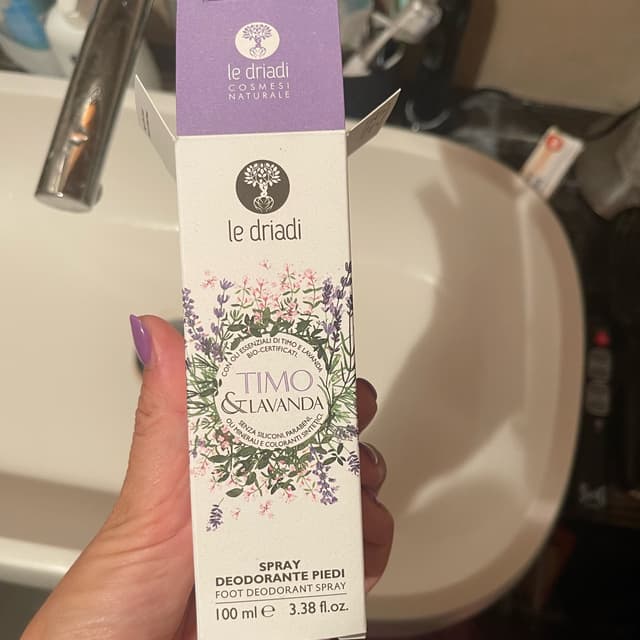 le driadi
COSMESI
NATURALE
le driadi
CON OLI ESSENZIALI DI TIMO E LAVANDA
BIO-CERTIFICATI.
TIMO
& LAVANDA
SENZA SILICONI, PARABENI,
OLI MINERALI E COLORANTI SINTETICI
SPRAY
DEODORANTE PIEDI
FOOT DEODORANT SPRAY
100 ml e 3.38 fl.oz.